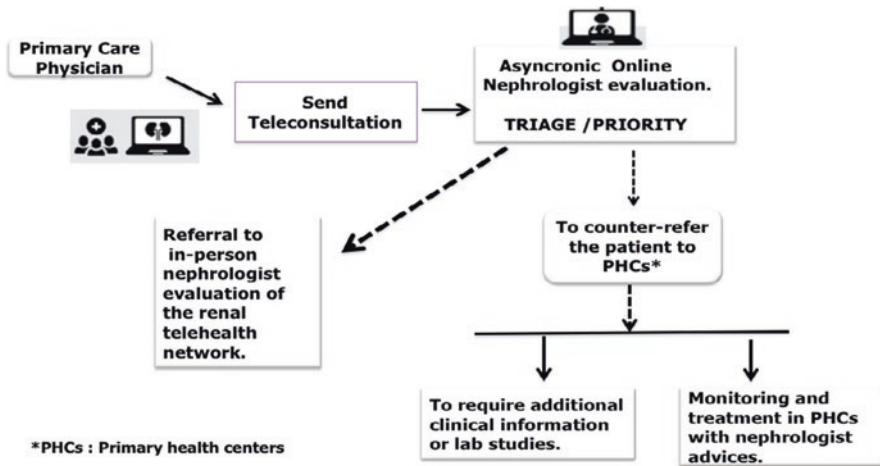 Primary Care
Physician
Send
Teleconsultation
Asyncronic Online
Nephrologist evaluation.
TRIAGE /PRIORITY
Referral to
in-person
nephrologist
evaluation of
the renal
telehealth
network.
To counter-refer
the patient to
PHCs*
To require additional
clinical information
or lab studies.
Monitoring and
treatment in PHCs
with nephrologist
advices.
*PHCs : Primary health centers